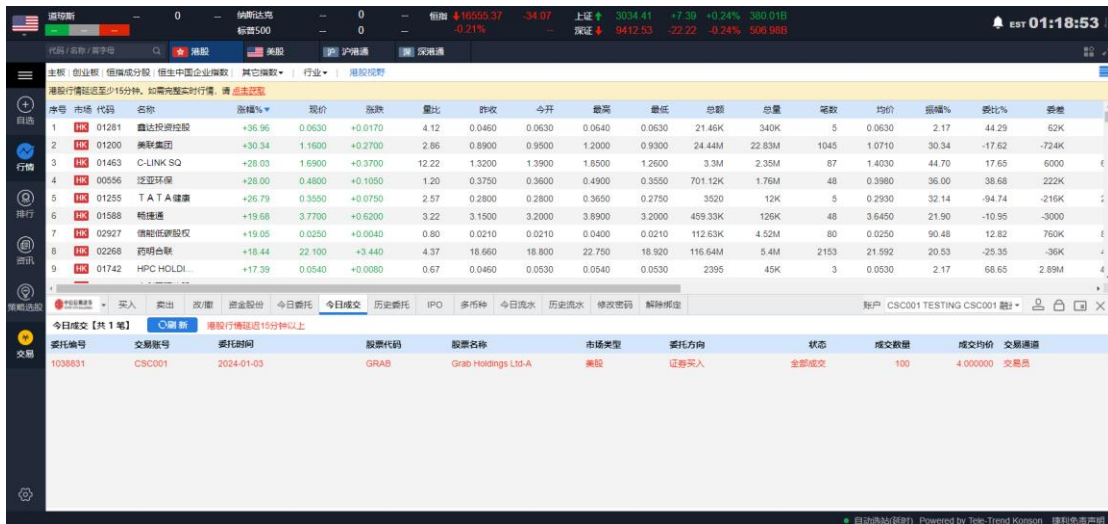 道琼斯 -- 0 -- 纳斯达克 -- 0 -- 恒指 16555.37 -34.07 上证 3034.41 +7.39 +0.24% 380.01B EST 01:18:53
-- -- -- 标普500 -- 0 -- -0.21% -- 深证 9412.53 -22.22 -0.24% 506.98B
代码/名称/首字母 港股 美股 沪 沪港通 深 深港通
主板 创业板 恒指成分股 恒生中国企业指数 其它指数 行业 港股视野
港股行情延迟至少15分钟。如需完整实时行情,请 点击获取
自选
行情
排行
资讯
策略选股
交易
序号 市场 代码 名称 涨幅% 现价 涨跌 量比 昨收 今开 最高 最低 总额 总量 笔数 均价 振幅% 委比% 委差
1 HK 01281 鑫达投资控股 +36.96 0.0630 +0.0170 4.12 0.0460 0.0630 0.0640 0.0630 21.46K 340K 5 0.0630 2.17 44.29 62K
2 HK 01200 美联集团 +30.34 1.1600 +0.2700 2.86 0.8900 0.9500 1.2000 0.9300 24.44M 22.83M 1045 1.0710 30.34 -17.62 -724K
3 HK 01463 C-LINK SQ +28.03 1.6900 +0.3700 12.22 1.3200 1.3900 1.8500 1.2600 3.3M 2.35M 87 1.4030 44.70 17.65 6000
4 HK 00556 泛亚环保 +28.00 0.4800 +0.1050 1.20 0.3750 0.3600 0.4900 0.3550 701.12K 1.76M 48 0.3980 36.00 38.68 222K
5 HK 01255 TATA健康 +26.79 0.3550 +0.0750 2.57 0.2800 0.2800 0.3650 0.2750 3520 12K 5 0.2930 32.14 -94.74 -216K
6 HK 01588 畅捷通 +19.68 3.7700 +0.6200 3.22 3.1500 3.2000 3.8900 3.2000 459.33K 126K 48 3.6450 21.90 -10.95 -3000
7 HK 02927 信能低碳股权 +19.05 0.0250 +0.0040 0.80 0.0210 0.0210 0.0400 0.0210 112.63K 4.52M 80 0.0250 90.48 12.82 760K
8 HK 02268 药明合联 +18.44 22.100 +3.440 4.37 18.660 18.800 22.750 18.920 116.64M 5.4M 2153 21.592 20.53 -25.35 -36K
9 HK 01742 HPC HOLDI... +17.39 0.0540 +0.0080 0.67 0.0460 0.0530 0.0540 0.0530 2395 45K 3 0.0530 2.17 68.65 2.89M
买入 卖出 改/撤 资金股份 今日委托 今日成交 历史委托 IPO 多币种 今日流水 历史流水 修改密码 解除绑定 账户 CSC001 TESTING CSC001
今日成交【共 1 笔】 刷新 港股行情延迟15分钟以上
委托编号 交易账号 委托时间 股票代码 股票名称 市场类型 委托方向 状态 成交数量 成交均价 交易通道
1038831 CSC001 2024-01-03 GRAB Grab Holdings Ltd-A 美股 证券买入 全部成交 100 4.000000 交易员
自动选站(延时) Powered by Tele-Trend Konson 捷利免责声明